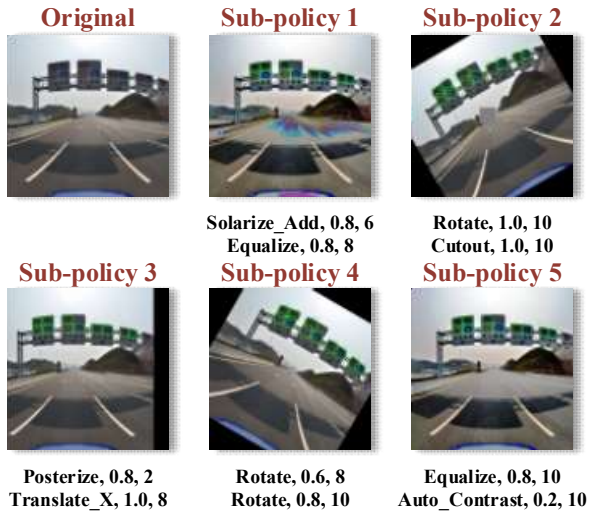 Original
Sub-policy 1
Sub-policy 2
Solarize_Add, 0.8, 6
Equalize, 0.8, 8
Rotate, 1.0, 10
Cutout, 1.0, 10
Sub-policy 3
Sub-policy 4
Sub-policy 5
Posterize, 0.8, 2
Translate_X, 1.0, 8
Rotate, 0.6, 8
Rotate, 0.8, 10
Equalize, 0.8, 10
Auto_Contrast, 0.2, 10